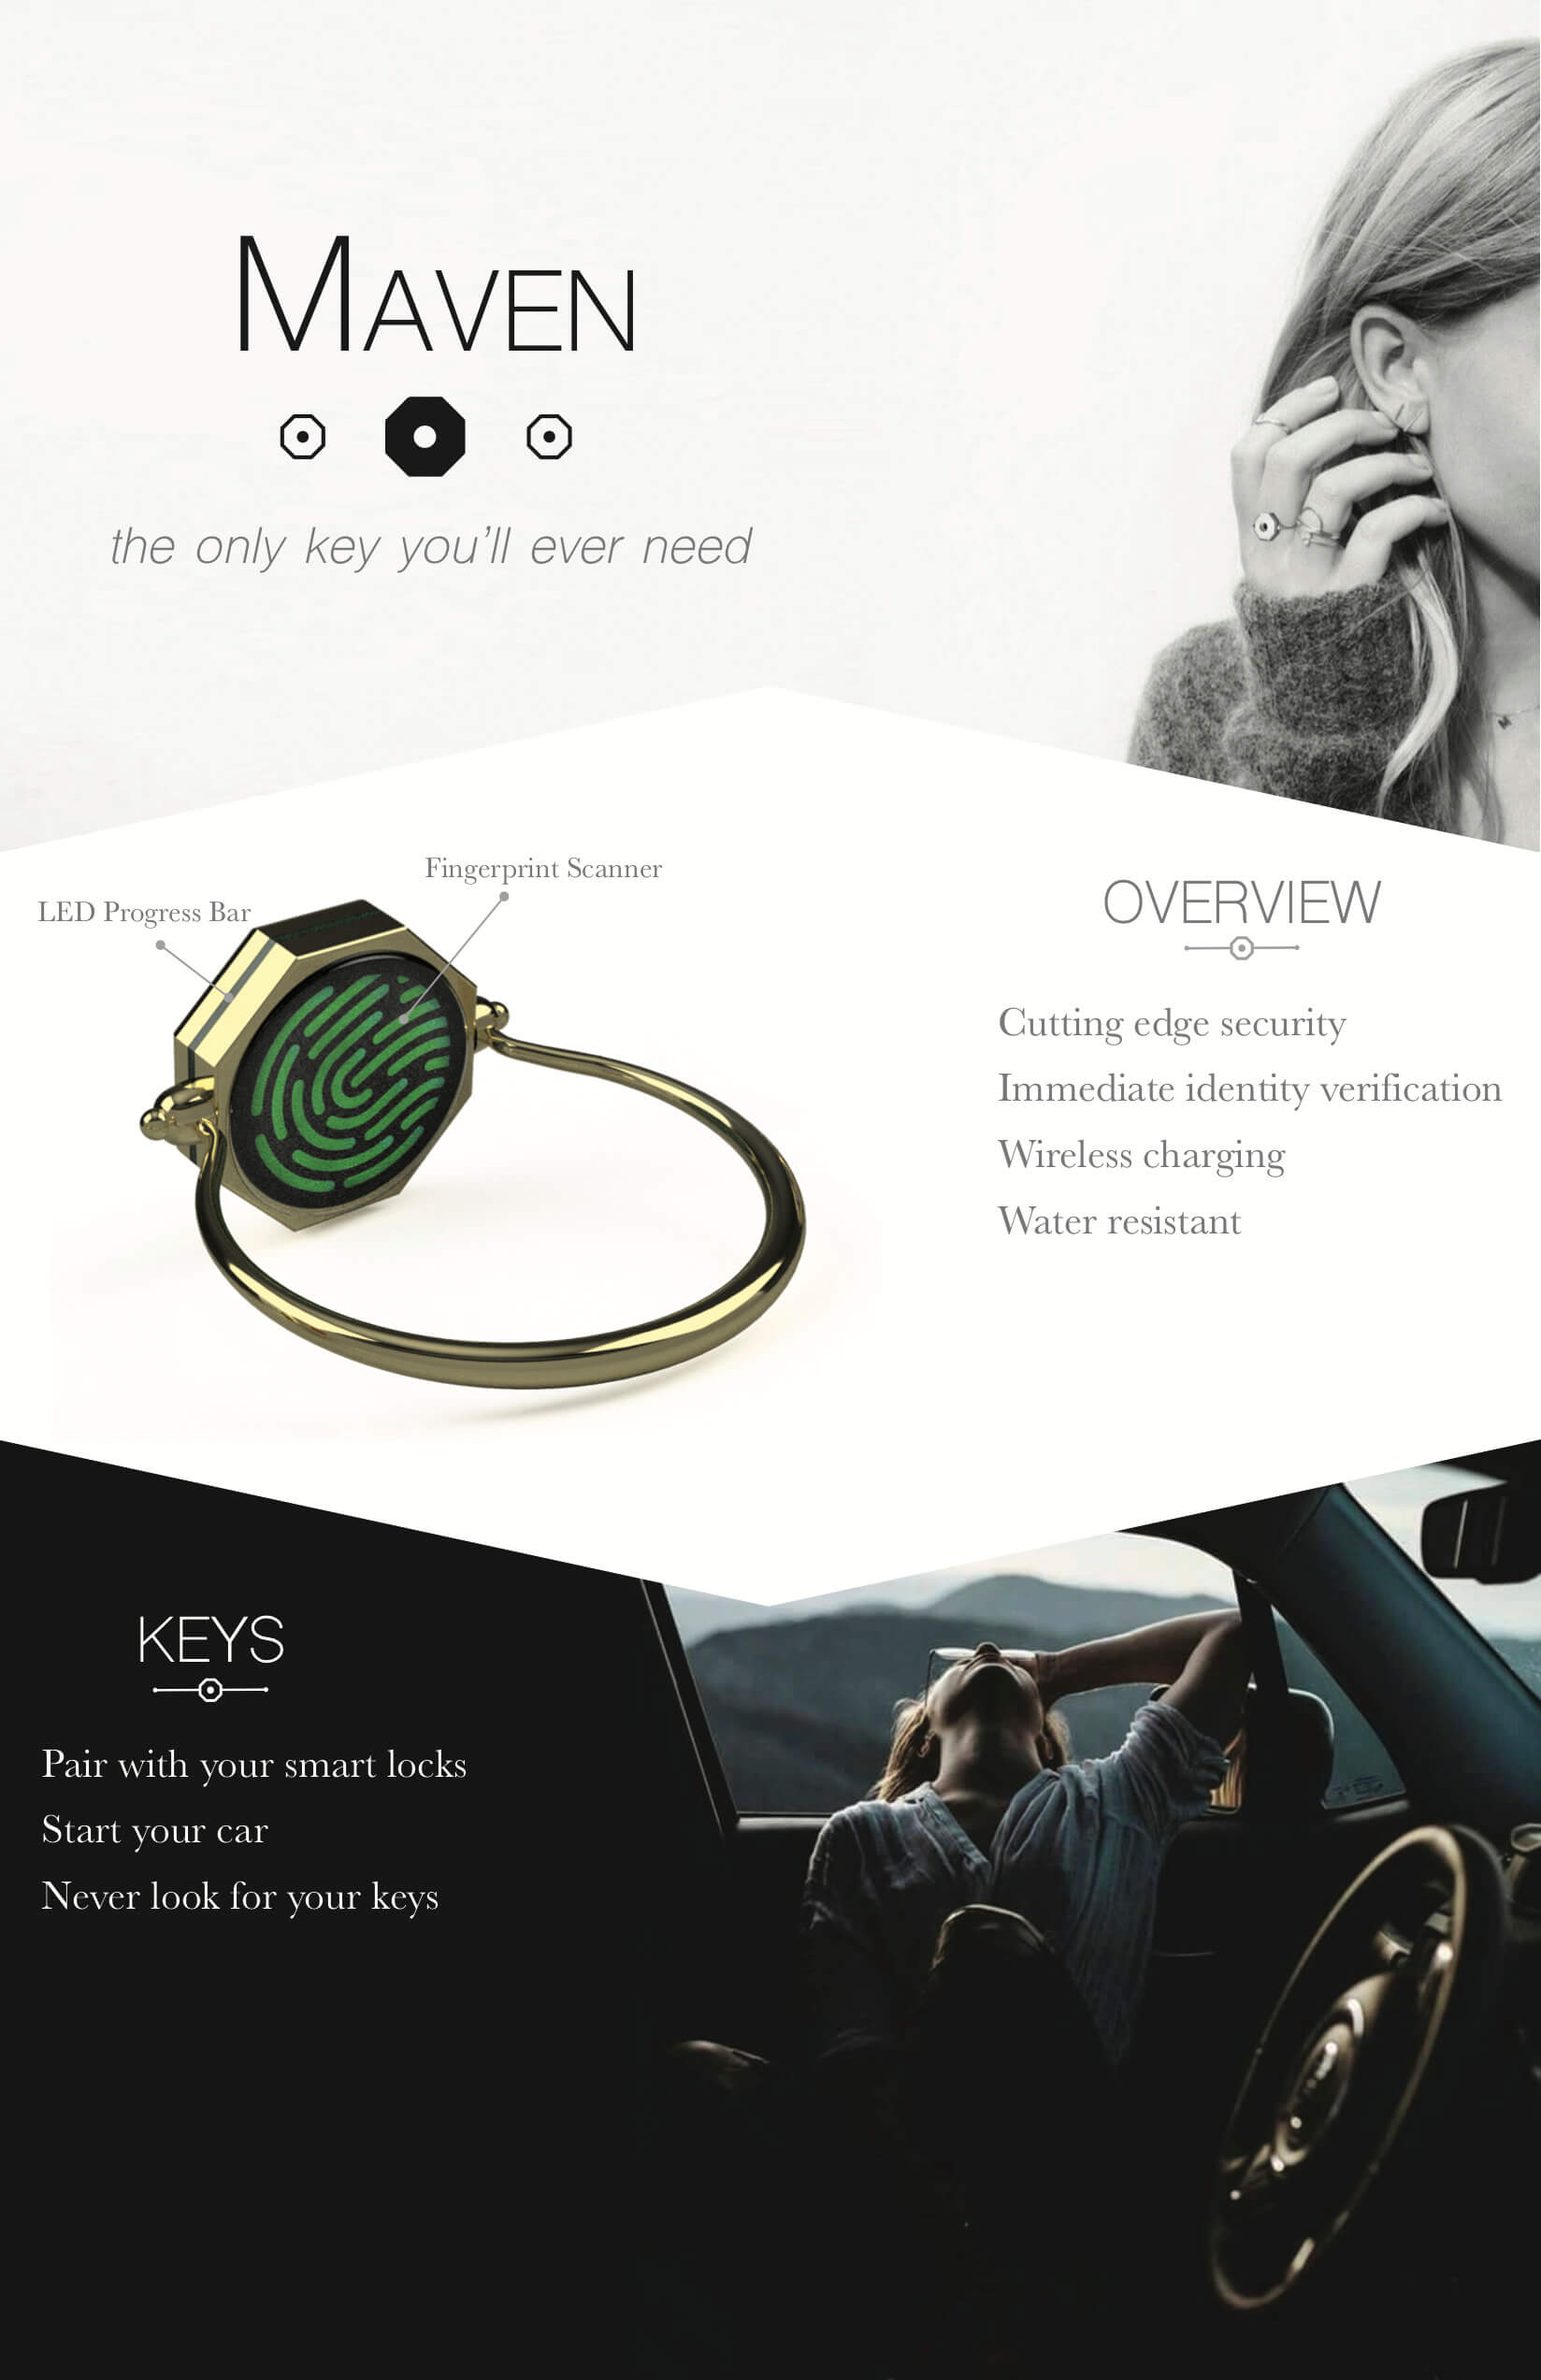 MAVEN
the only key you'll ever need
Fingerprint Scanner
LED Progress Bar
OVERVIEW
Cutting edge security
Immediate identity verification
Wireless charging
Water resistant
KEYS
Pair with your smart locks
Start your car
Never look for your keys